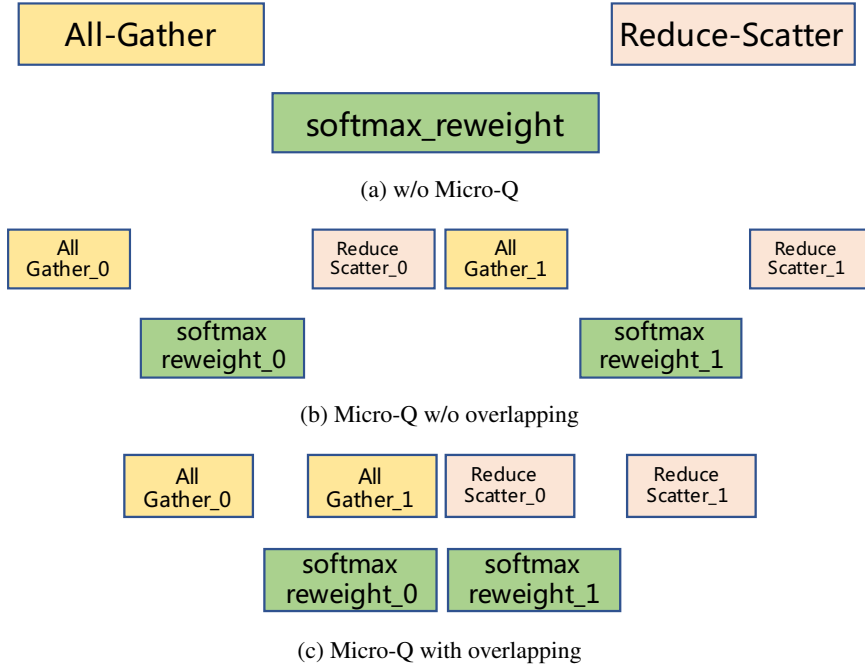 All-Gather
Reduce-Scatter
softmax_reweight
(a) w/o Micro-Q
All
Gather_0
Reduce
Scatter_0
All
Gather_1
Reduce
Scatter_1
softmax
reweight_0
softmax
reweight_1
(b) Micro-Q w/o overlapping
All
Gather_0
All
Gather_1
Reduce
Scatter_0
Reduce
Scatter_1
softmax
reweight_0
softmax
reweight_1
(c) Micro-Q with overlapping